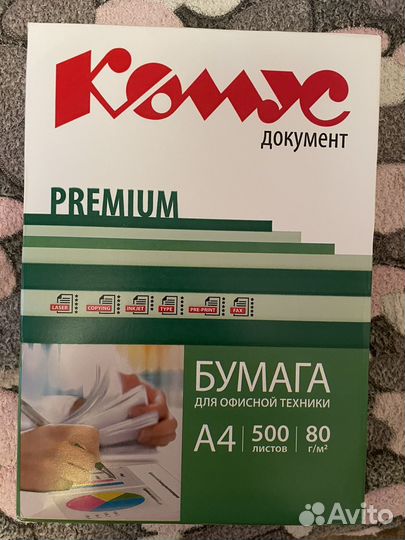 Комус
документ
PREMIUM
LASER COPYING INKJET TYPE PRE-PRINT FAX
БУМАГА
ДЛЯ ОФИСНОЙ ТЕХНИКИ
А4 500 листов 80 г/м²
Avito